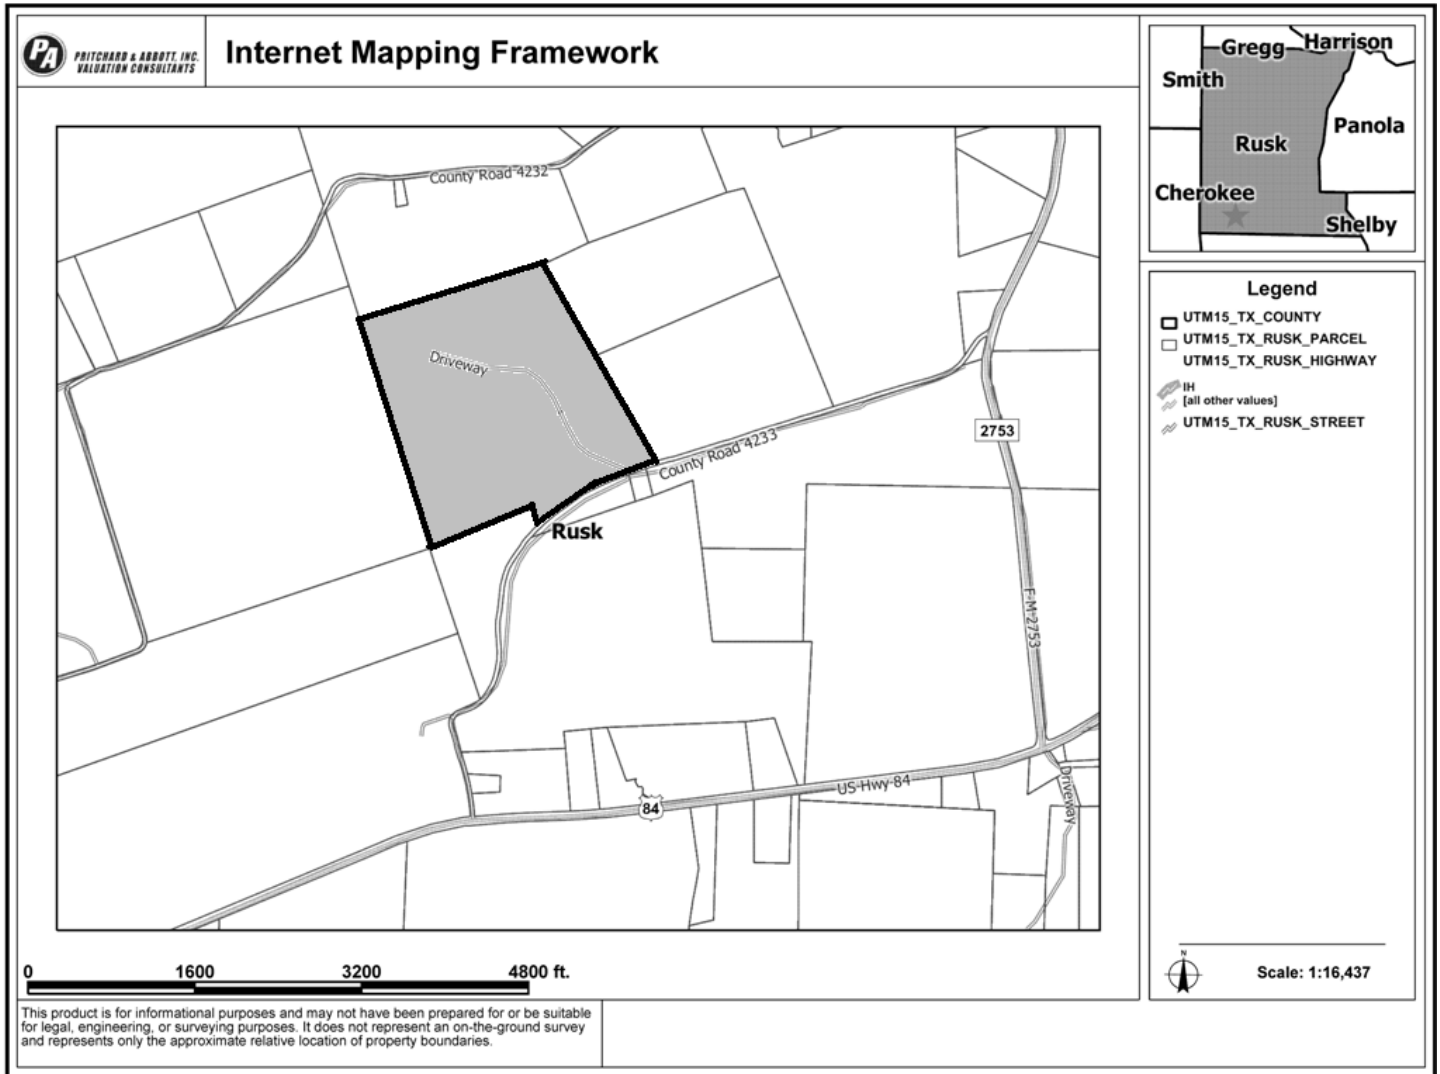 PA
PRITCHARD & ABBOTT, INC.
VALUATION CONSULTANTS
Internet Mapping Framework
Gregg
Harrison
Smith
Panola
Rusk
Cherokee
Shelby
County Road 4232
Driveway
County Road 4233
2753
Rusk
F-M-2753
US Hwy 84
84
Driveway
Legend
UTM15_TX_COUNTY
UTM15_TX_RUSK_PARCEL
UTM15_TX_RUSK_HIGHWAY
IH
[all other values]
UTM15_TX_RUSK_STREET
N
Scale: 1:16,437
0 1600 3200 4800 ft.
This product is for informational purposes and may not have been prepared for or be suitable
for legal, engineering, or surveying purposes. It does not represent an on-the-ground survey
and represents only the approximate relative location of property boundaries.